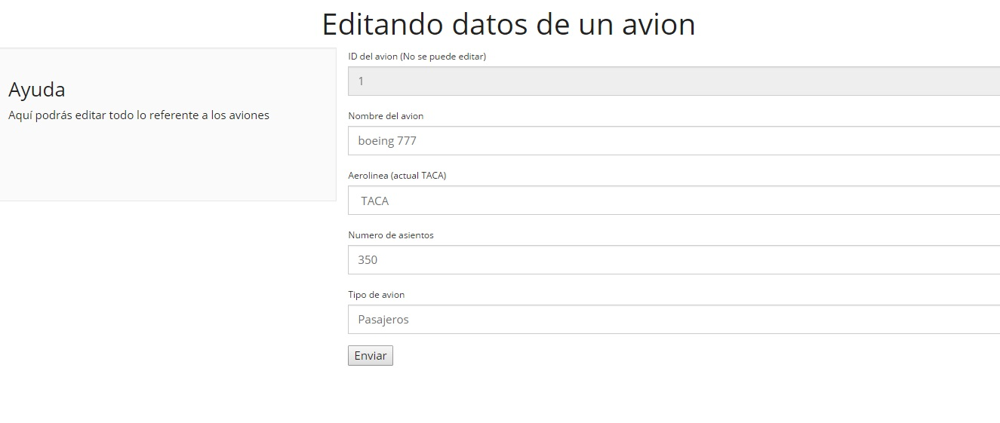 Editando datos de un avion
Ayuda
Aquí podrás editar todo lo referente a los aviones
ID del avion (No se puede editar)
1
Nombre del avion
boeing 777
Aerolinea (actual TACA)
TACA
Numero de asientos
350
Tipo de avion
Pasajeros
Enviar